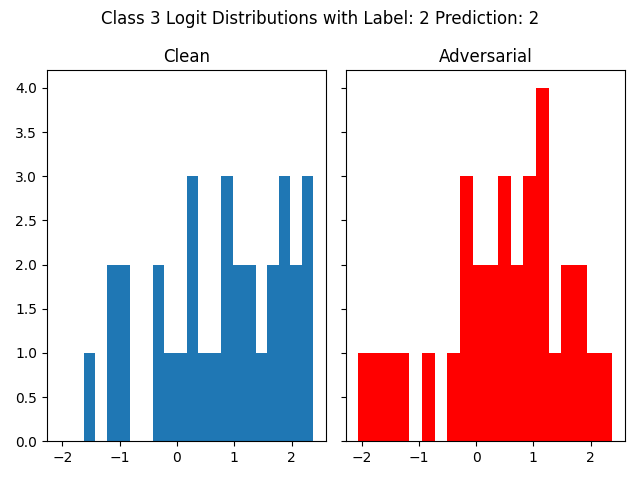 Class 3 Logit Distributions with Label: 2 Prediction: 2
Clean
Adversarial
4.0
3.5
3.0
2.5
2.0
1.5
1.0
0.5
0.0
−2 −1 0 1 2
−2 −1 0 1 2